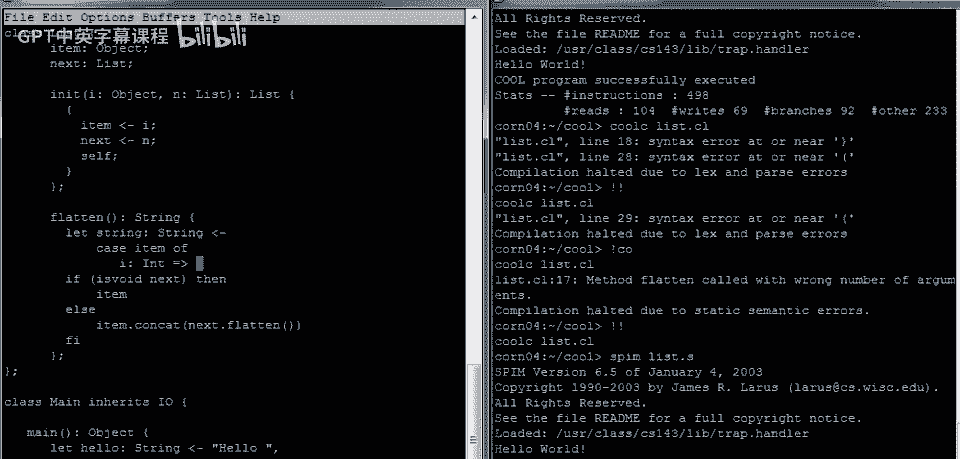 File Edit Options Buffers Tools Help
GPT中英字幕课程 bilibili
item: Object;
next: List;
init(i: Object, n: List): List {
{
item <- i;
next <- n;
self;
}
};
flatten(): String {
let string: String <-
case item of
i: Int =>
if (isvoid next) then
item
else
item.concat(next.flatten())
fi
};
};
class Main inherits IO {
main(): Object {
let hello: String <- "Hello ",
All Rights Reserved.
See the file README for a full copyright notice.
Loaded: /usr/class/cs143/lib/trap.handler
Hello World!
COOL program successfully executed
Stats -- #instructions : 498
#reads : 104  #writes 69  #branches 92  #other 233
corn04:~/cool> coolc list.cl
"list.cl", line 18: syntax error at or near '}'
"list.cl", line 28: syntax error at or near '('
Compilation halted due to lex and parse errors
corn04:~/cool> !!
coolc list.cl
"list.cl", line 29: syntax error at or near '{'
Compilation halted due to lex and parse errors
corn04:~/cool> !co
coolc list.cl
list.cl:17: Method flatten called with wrong number of argum
ents.
Compilation halted due to static semantic errors.
corn04:~/cool> !!
coolc list.cl
corn04:~/cool> spim list.s
SPIM Version 6.5 of January 4, 2003
Copyright 1990-2003 by James R. Larus (larus@cs.wisc.edu).
All Rights Reserved.
See the file README for a full copyright notice.
Loaded: /usr/class/cs143/lib/trap.handler
Hello World!